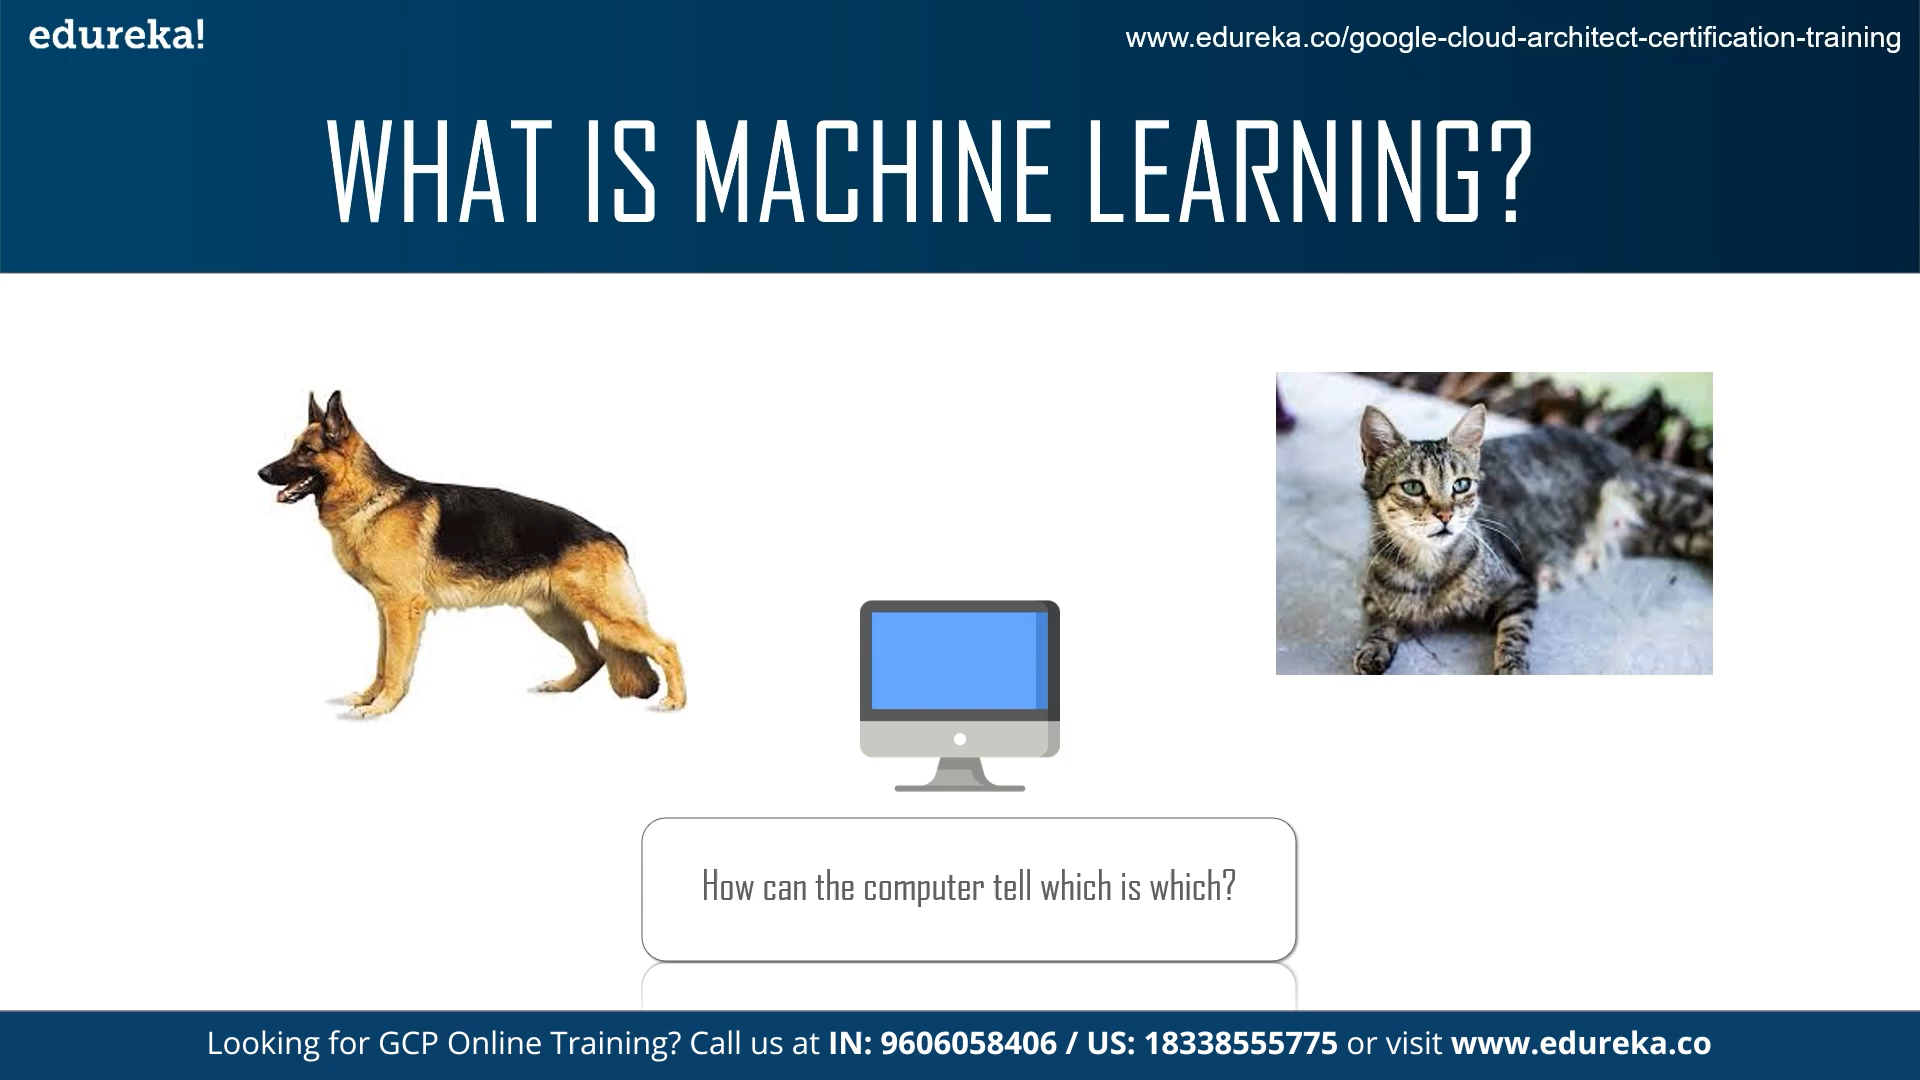 edureka!
www.edureka.co/google-cloud-architect-certification-training
WHAT IS MACHINE LEARNING?
How can the computer tell which is which?
Looking for GCP Online Training? Call us at IN: 9606058406 / US: 18338555775 or visit www.edureka.co